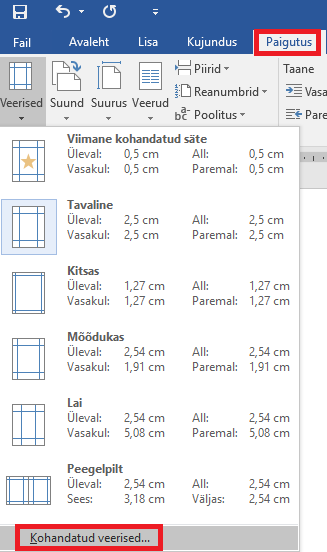 Fail Avaleht Lisa Kujundus Paigutus
Veerised Suund Suurus Veerud Piirid Taane
Reanumbrid Vasa
Poolitus Pare
Viimane kohandatud säte
Üleval: 0,5 cm All: 0,5 cm
Vasakul: 0,5 cm Paremal: 0,5 cm
Tavaline
Üleval: 2,5 cm All: 2,5 cm
Vasakul: 2,5 cm Paremal: 2,5 cm
Kitsas
Üleval: 1,27 cm All: 1,27 cm
Vasakul: 1,27 cm Paremal: 1,27 cm
Mõõdukas
Üleval: 2,54 cm All: 2,54 cm
Vasakul: 1,91 cm Paremal: 1,91 cm
Lai
Üleval: 2,54 cm All: 2,54 cm
Vasakul: 5,08 cm Paremal: 5,08 cm
Peegelpilt
Üleval: 2,54 cm All: 2,54 cm
Sees: 3,18 cm Väljas: 2,54 cm
Kohandatud veerised...